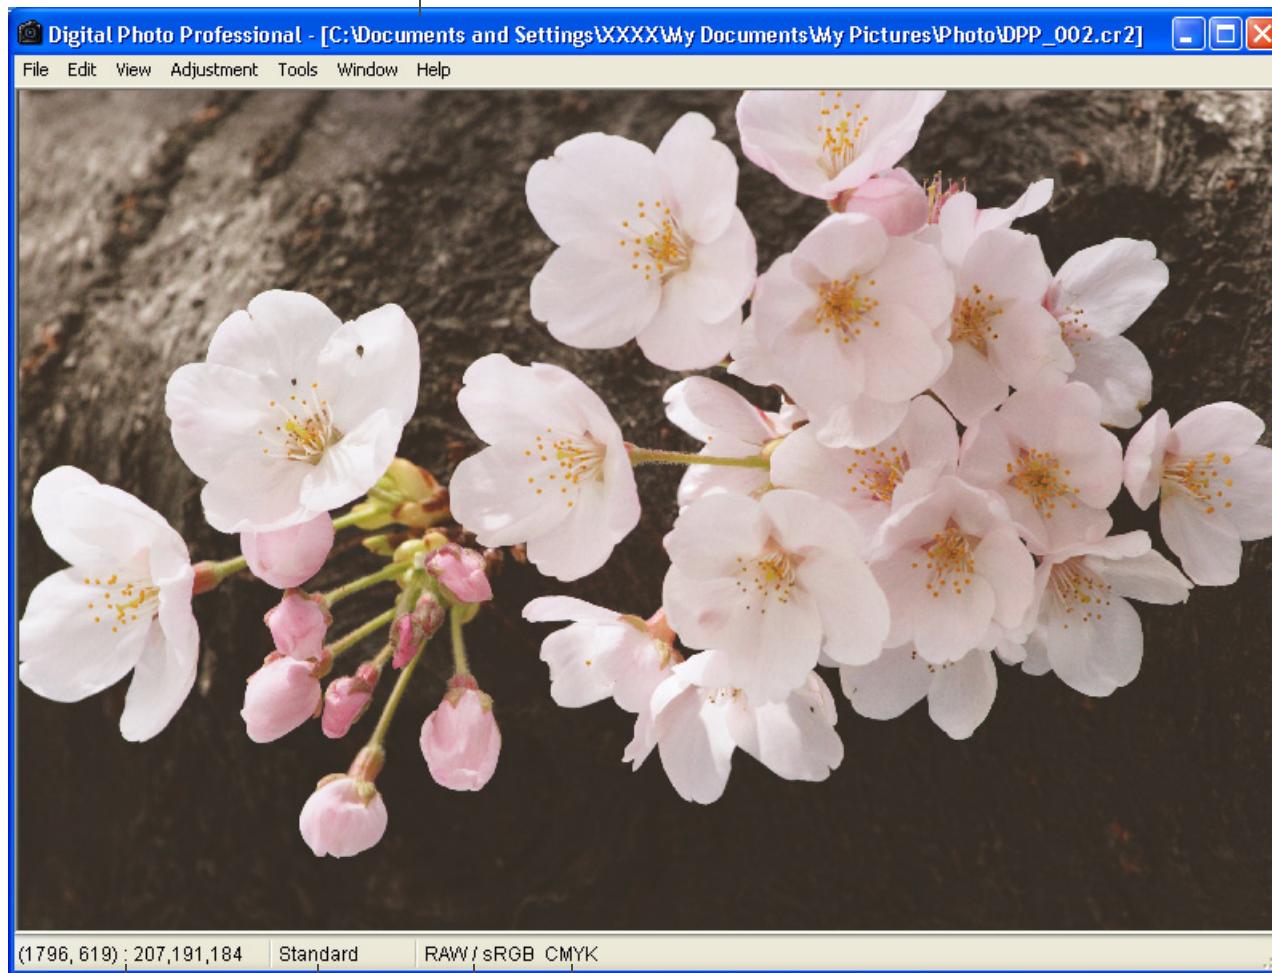 Digital Photo Professional - [C:\Documents and Settings\XXXX\My Documents\My Pictures\Photo\DPP_002.cr2]
File Edit View Adjustment Tools Window Help
(1796, 619) : 207,191,184 Standard RAW / sRGB CMYK